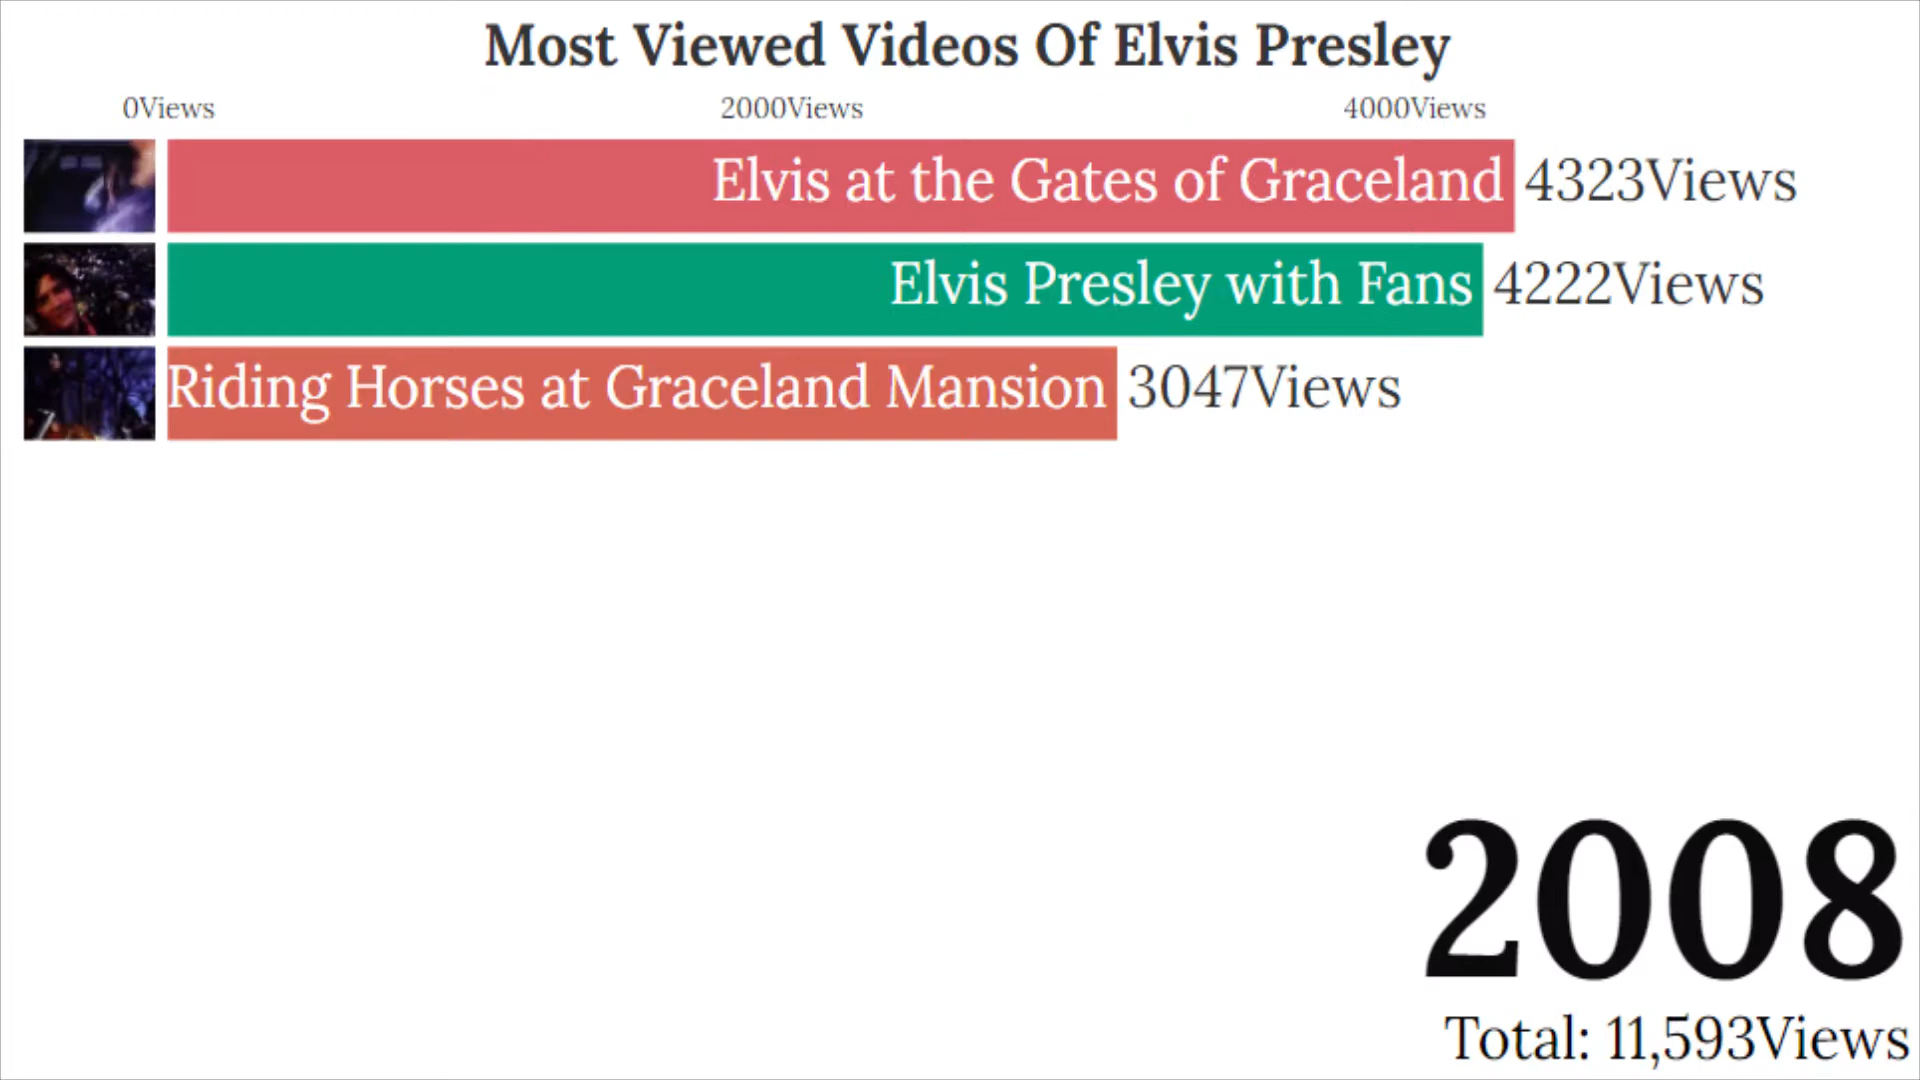 Most Viewed Videos Of Elvis Presley
0Views 2000Views 4000Views
Elvis at the Gates of Graceland 4323Views
Elvis Presley with Fans 4222Views
Riding Horses at Graceland Mansion 3047Views
2008
Total: 11,593Views